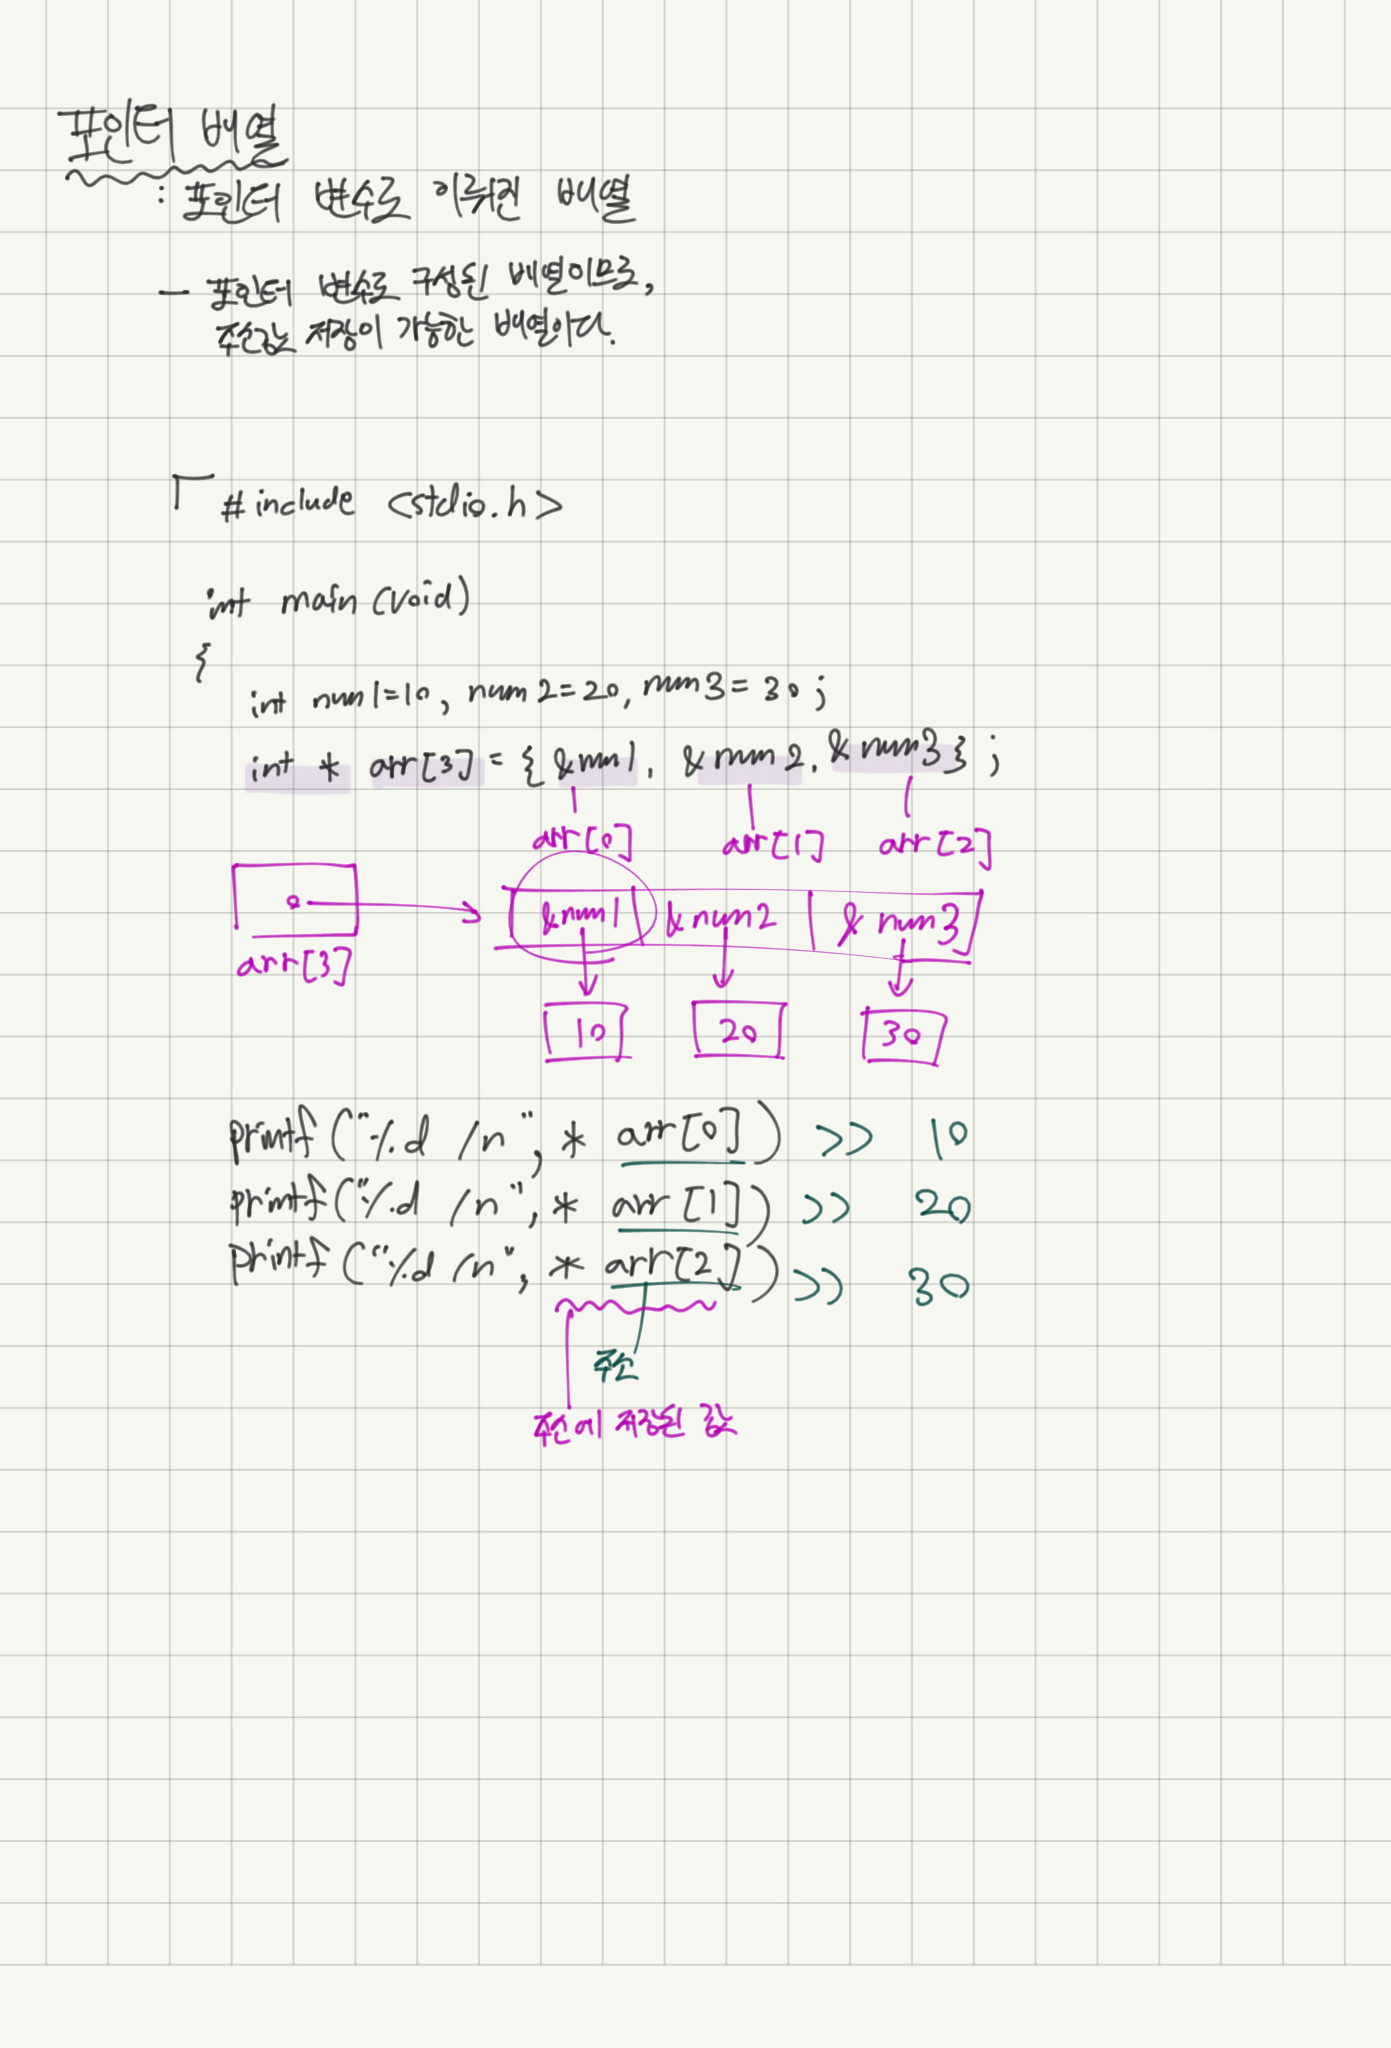 포인터 배열
: 포인터 변수로 이뤄진 배열
- 포인터 변수로 구성된 배열이므로,
주솟값 저장이 가능한 배열이다.
#include <stdio.h>
int main (void)
{
int num1=10, num2=20, num3=30;
int * arr[3] = { &num1, &num2, &num3 } ;
arr[0] arr[1] arr[2]
&num1 &num2 &num3
arr[3]
10 20 30
printf("%d /n", * arr[0]) >> 10
printf("%d /n", * arr[1]) >> 20
printf("%d /n", * arr[2]) >> 30
주소
주소에 저장된 값